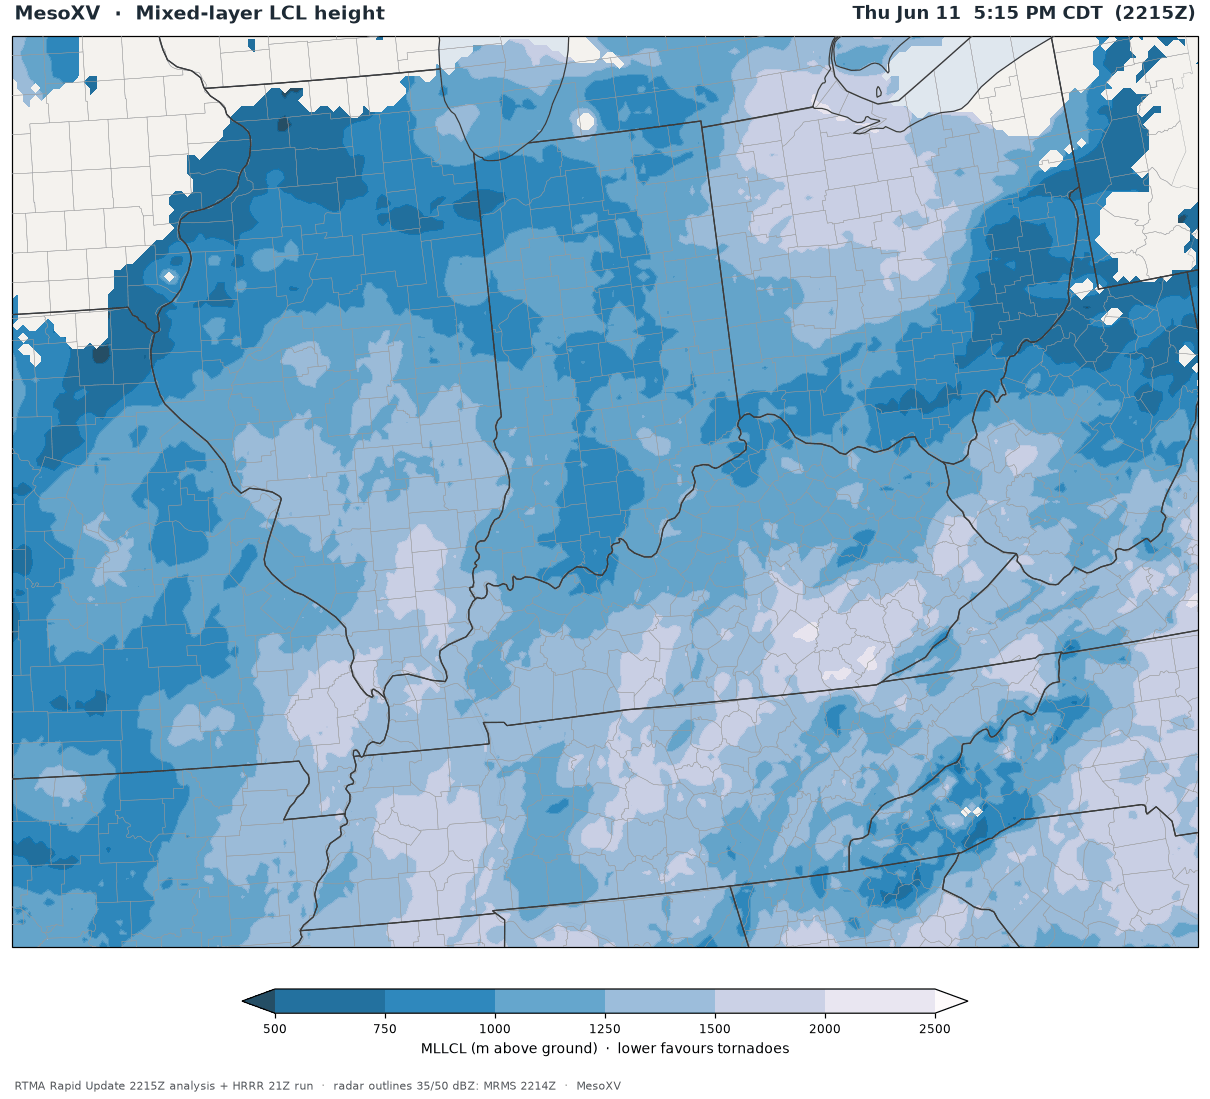 MesoXV · Mixed-layer LCL height
Thu Jun 11 5:15 PM CDT (2215Z)
500 750 1000 1250 1500 2000 2500
MLLCL (m above ground) · lower favours tornadoes
RTMA Rapid Update 2215Z analysis + HRRR 21Z run · radar outlines 35/50 dBZ: MRMS 2214Z · MesoXV